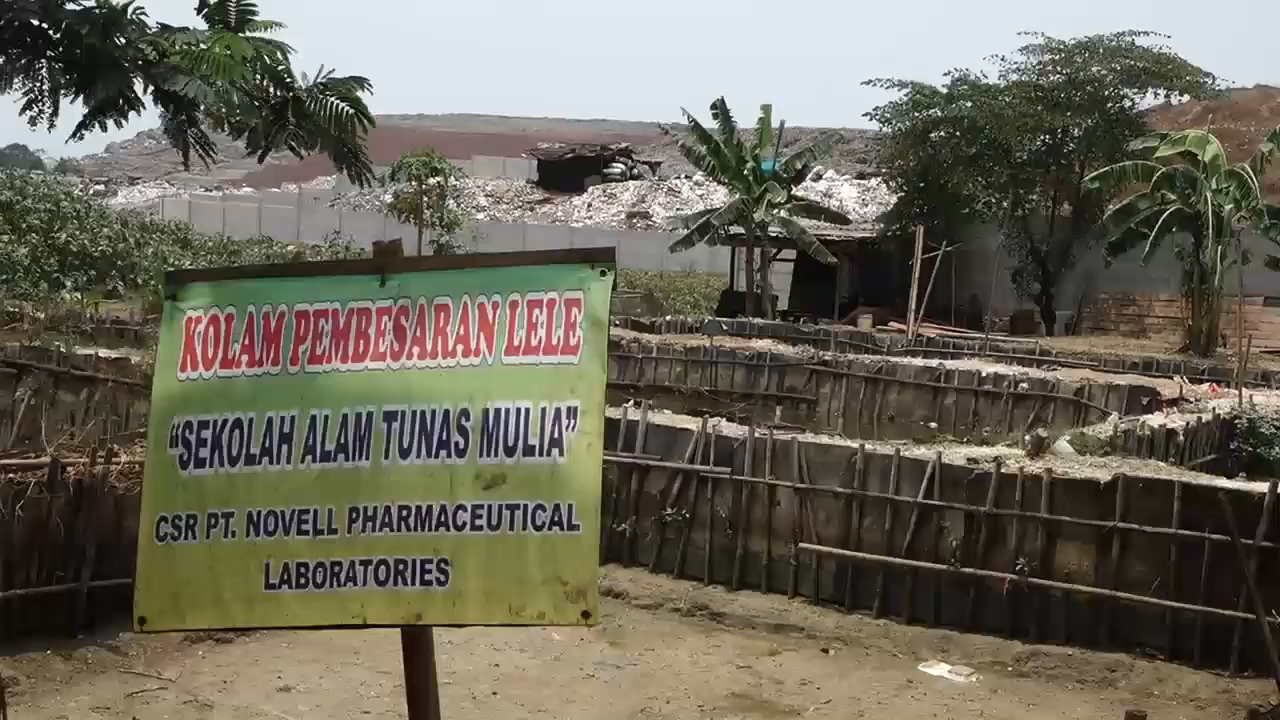 KOLAM PEMBESARAN LELE
“SEKOLAH ALAM TUNAS MULIA”
CSR PT. NOVELL PHARMACEUTICAL
LABORATORIES